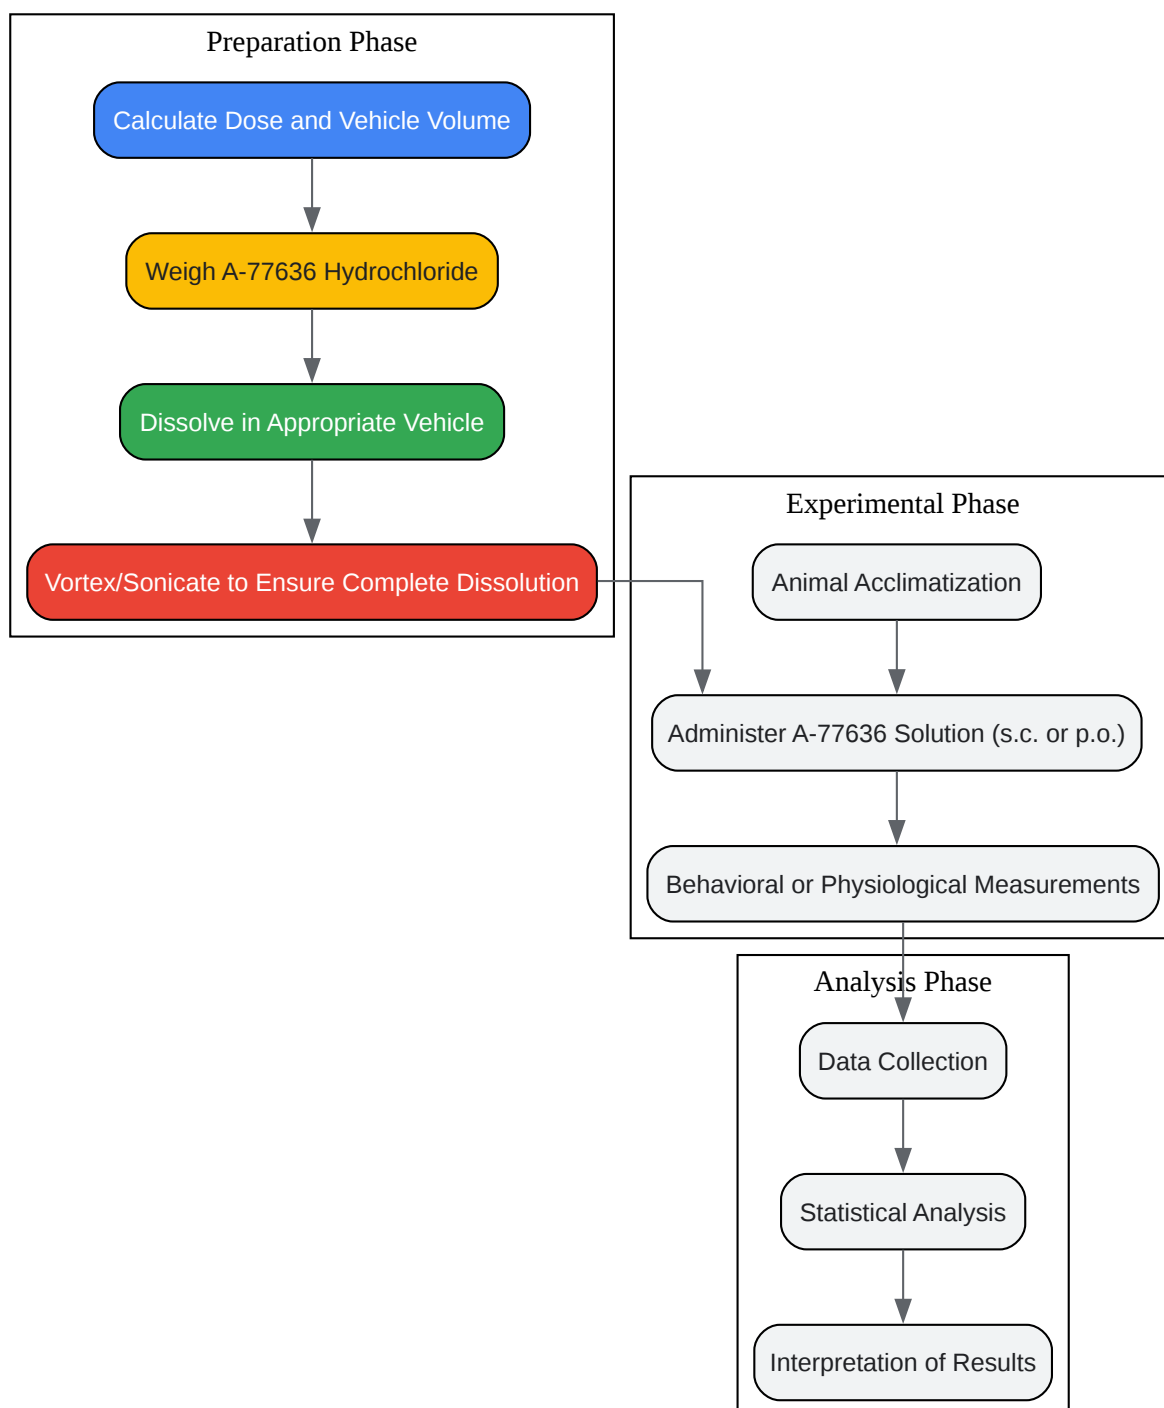 Preparation Phase
Calculate Dose and Vehicle Volume
Weigh A-77636 Hydrochloride
Dissolve in Appropriate Vehicle
Vortex/Sonicate to Ensure Complete Dissolution
Experimental Phase
Animal Acclimatization
Administer A-77636 Solution (s.c. or p.o.)
Behavioral or Physiological Measurements
Analysis Phase
Data Collection
Statistical Analysis
Interpretation of Results